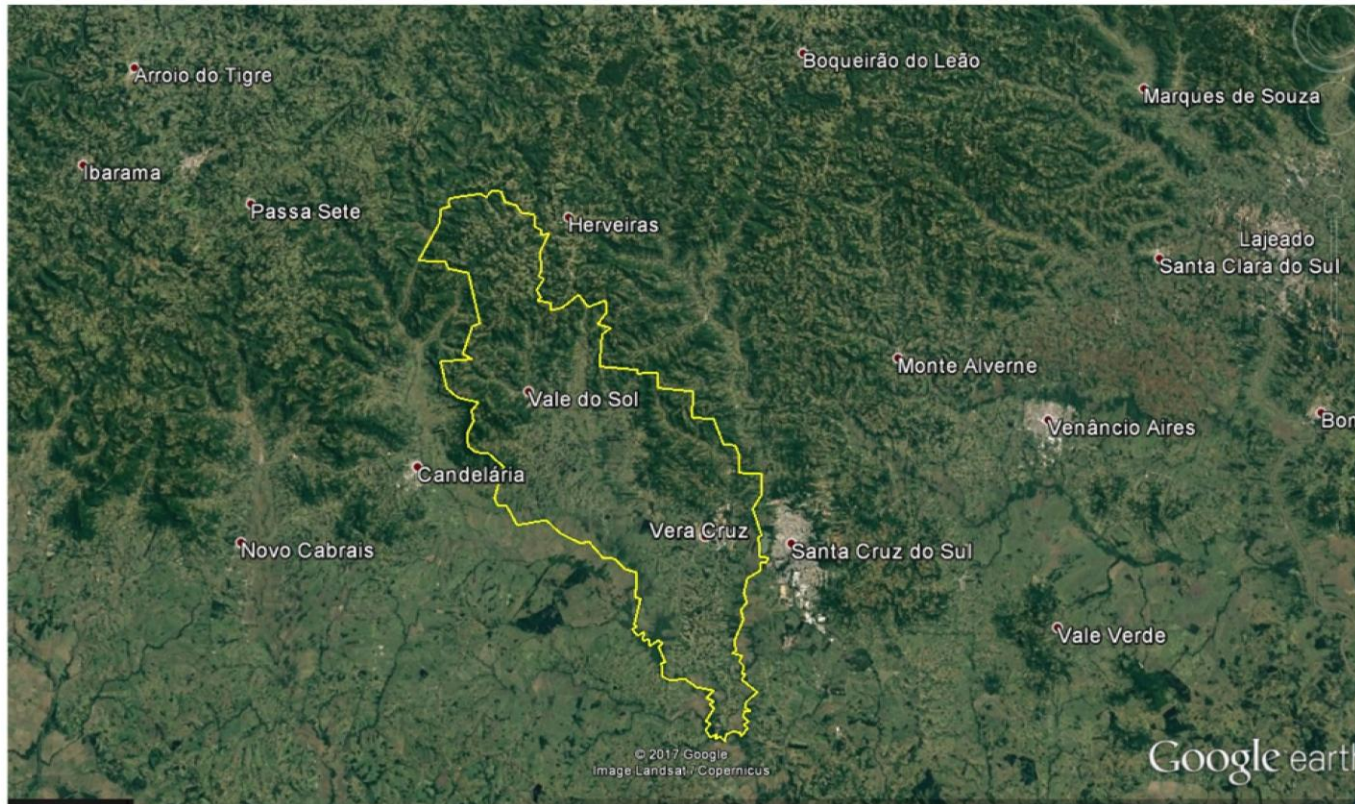 Boqueirão do Leão
Arroio do Tigre
Marques de Souza
Ibarama
Passa Sete
Herveiras
Lajeado
Santa Clara do Sul
Monte Alverne
Vale do Sol
Bon
Venâncio Aires
Candelária
Vera Cruz
Novo Cabrais
Santa Cruz do Sul
Vale Verde
© 2017 Google
Image Landsat / Copernicus
Google earth